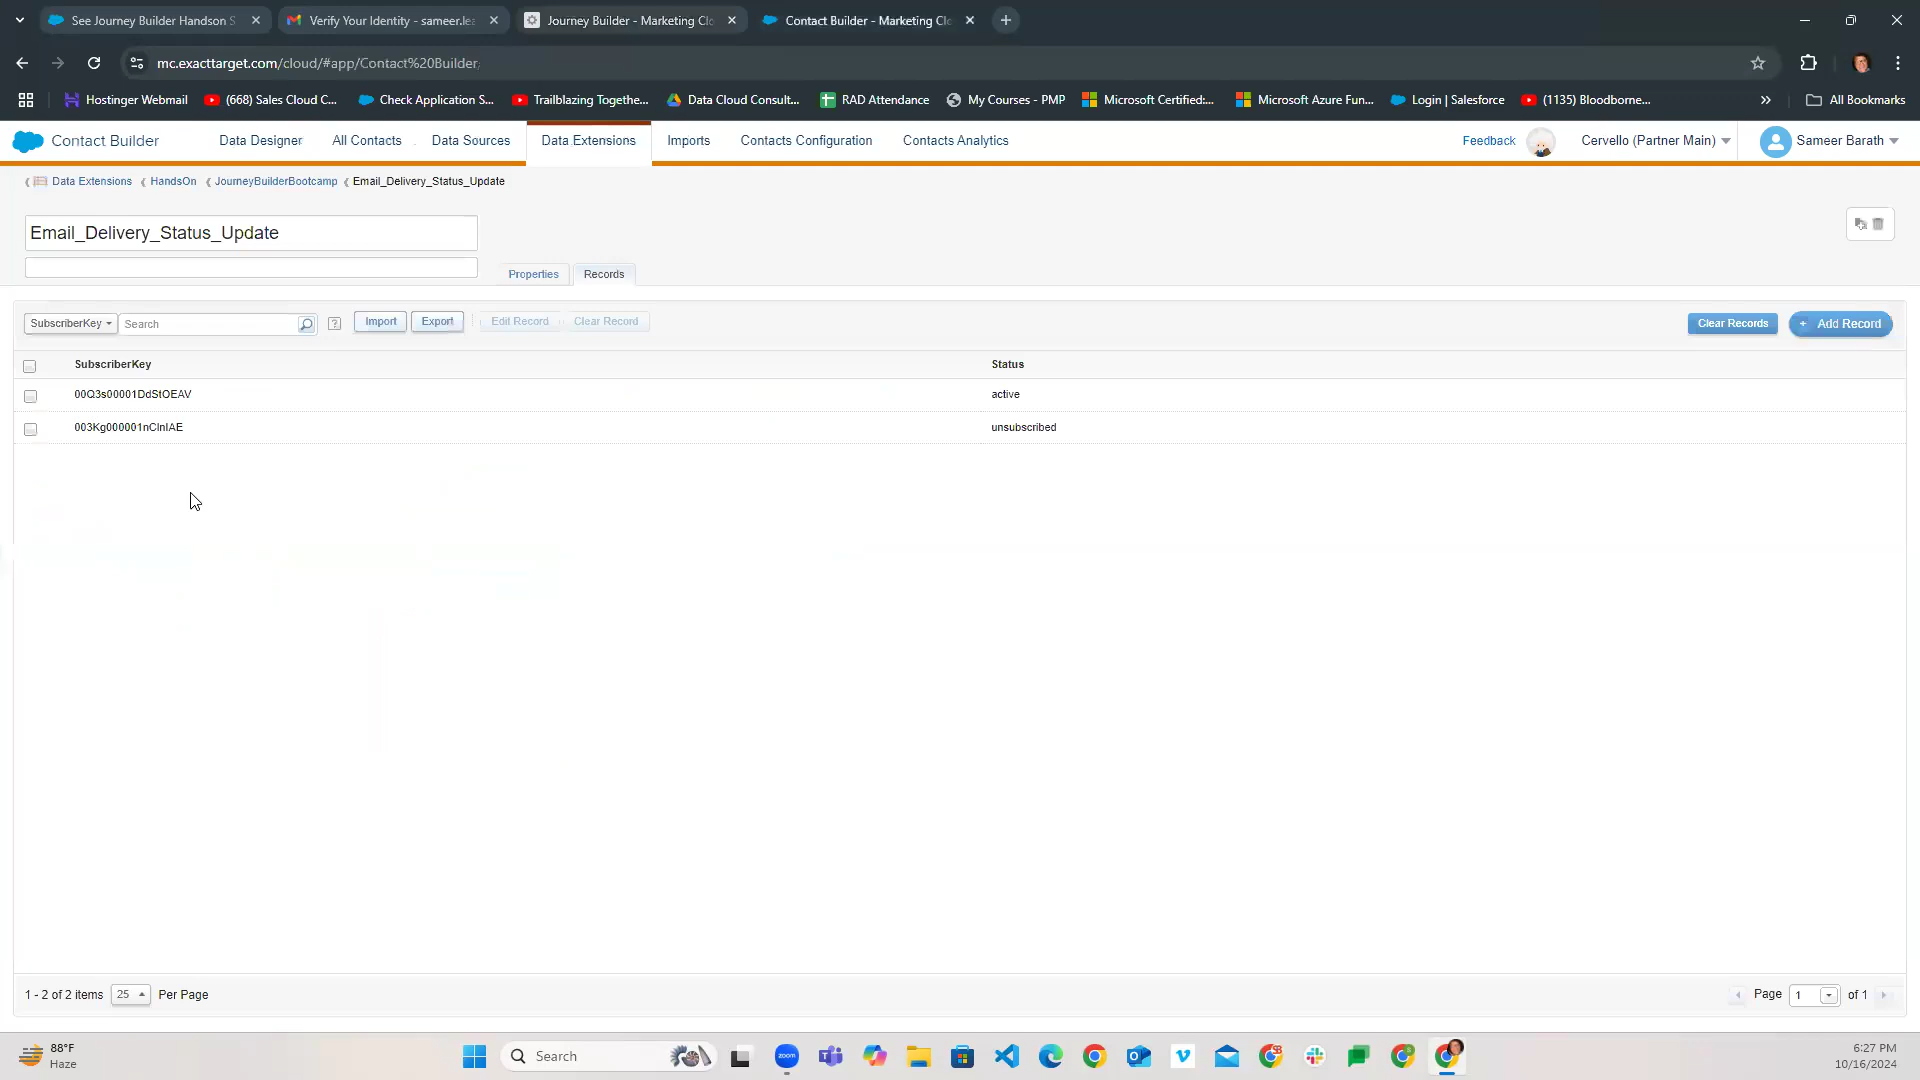 See Journey Builder Handson S
Verify Your Identity - sameer.lea
Journey Builder - Marketing Clo
Contact Builder - Marketing Clo
mc.exacttarget.com/cloud/#app/Contact%20Builder/
Hostinger Webmail
(668) Sales Cloud C...
Check Application S...
Trailblazing Togethe...
Data Cloud Consult...
RAD Attendance
My Courses - PMP
Microsoft Certified:...
Microsoft Azure Fun...
Login | Salesforce
(1135) Bloodborne...
All Bookmarks
Contact Builder
Data Designer
All Contacts
Data Sources
Data Extensions
Imports
Contacts Configuration
Contacts Analytics
Feedback
Cervello (Partner Main)
Sameer Barath
Data Extensions
HandsOn
JourneyBuilderBootcamp
Email_Delivery_Status_Update
Email_Delivery_Status_Update
Properties
Records
SubscriberKey
Search
?
Import
Export
Edit Record
Clear Record
Clear Records
+ Add Record
SubscriberKey
Status
00Q3s00001DdStOEAV
active
003Kg000001nClnIAE
unsubscribed
1 - 2 of 2 items
25
Per Page
Page
1
of 1
88°F
Haze
Search
zoom
6:27 PM
10/16/2024